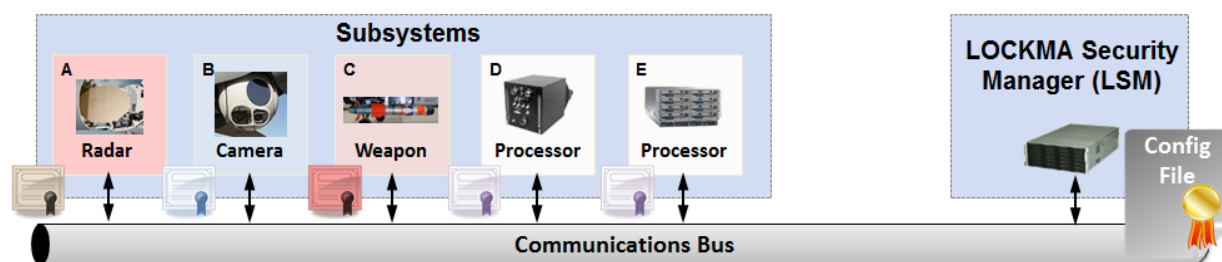 Subsystems
A
Radar
B
Camera
C
Weapon
D
Processor
E
Processor
LOCKMA Security
Manager (LSM)
Config
File
Communications Bus